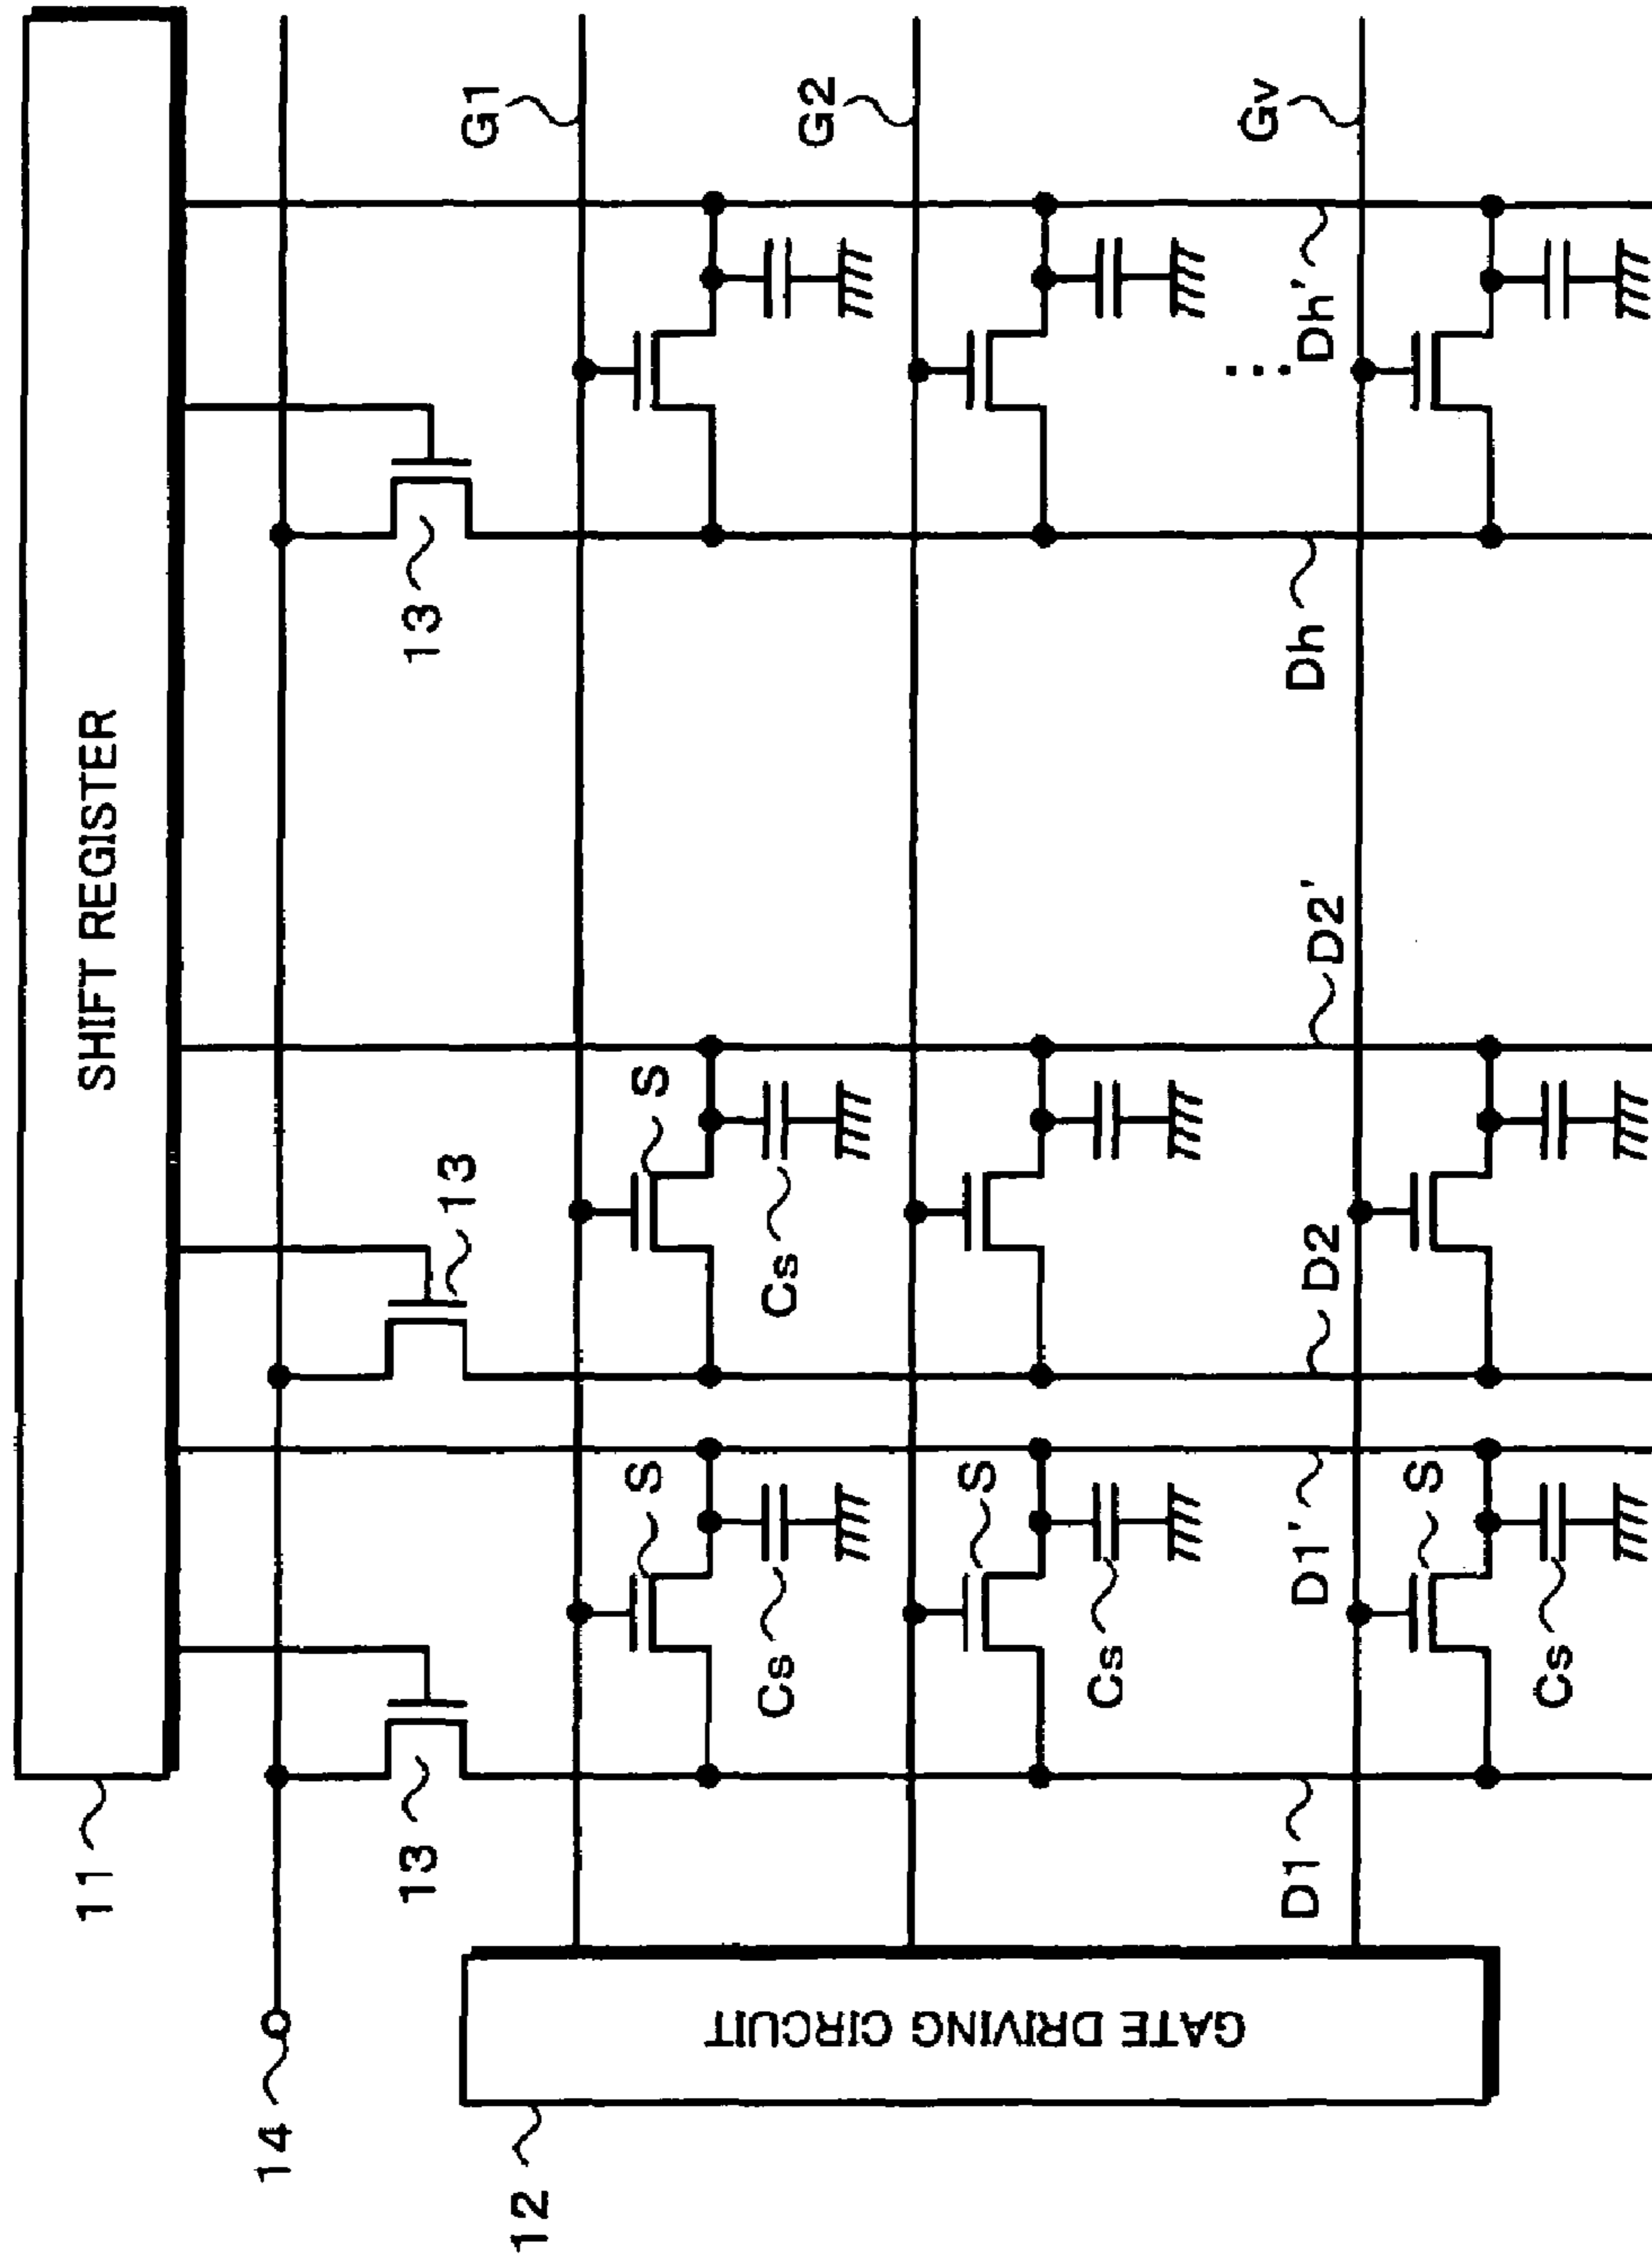 SHIFT REGISTER
11
14
13
13
13
G1
S
S
Cs
Cs
G2
S
Cs
D1
D1'
D2
D2'
Dh
Dh'
...
Gv
S
Cs
GATE DRIVING CIRCUIT
12